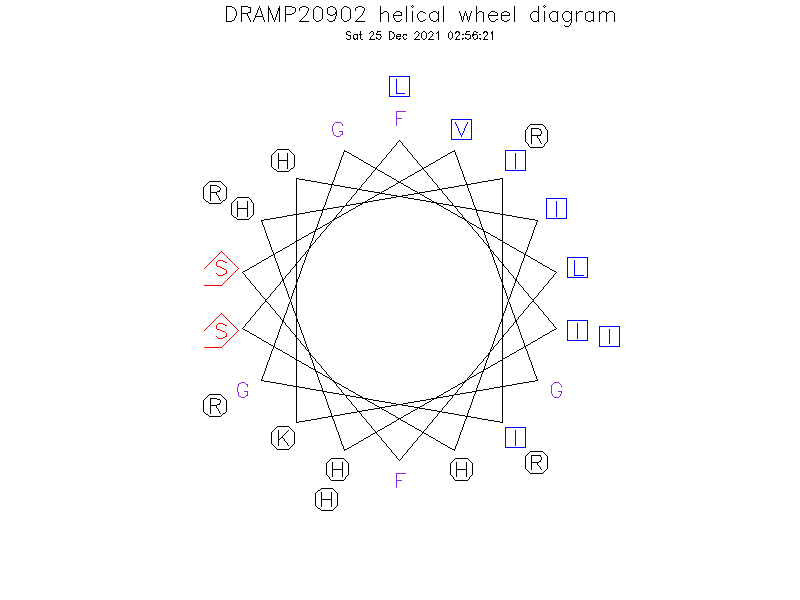 DRAMP20902 helical wheel diagram
Sat 25 Dec 2021 02:56:21
L
F
G V R
H I
R H I
S L
S I I
G G
R
K I
H H R
F
H